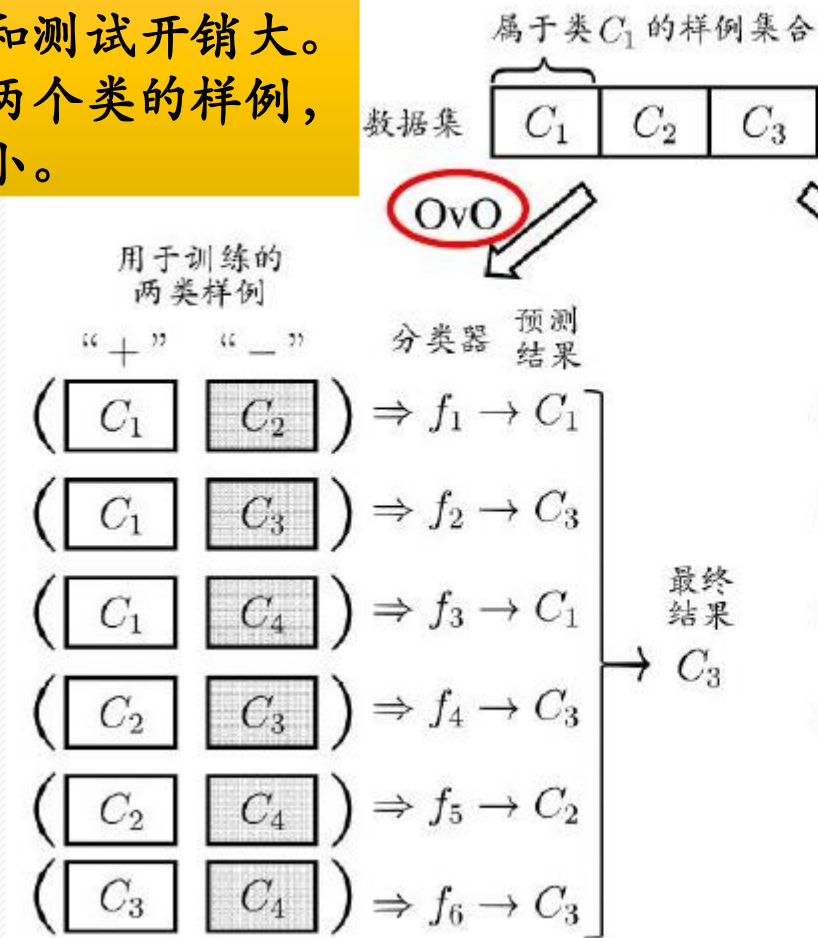 和测试开销大。
两个类的样例，
小。
属于类 C₁ 的样例集合
数据集 C₁ C₂ C₃
OvO
用于训练的
两类样例
“＋” “－” 分类器 预测
结果
( C₁ C₂ ) ⇒ f₁ → C₁
( C₁ C₃ ) ⇒ f₂ → C₃
( C₁ C₄ ) ⇒ f₃ → C₁
( C₂ C₃ ) ⇒ f₄ → C₃
( C₂ C₄ ) ⇒ f₅ → C₂
( C₃ C₄ ) ⇒ f₆ → C₃
最终
结果
C₃